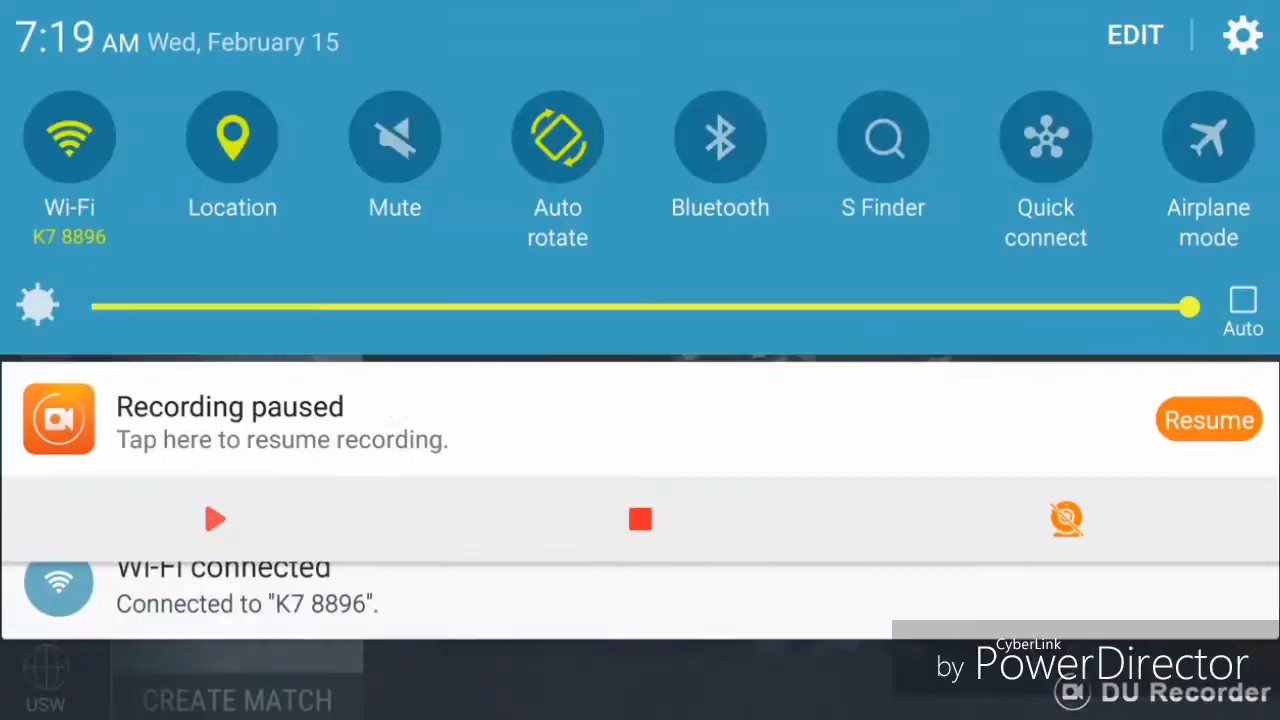 7:19 AM Wed, February 15
EDIT
Wi-Fi
K7 8896
Location
Mute
Auto
rotate
Bluetooth
S Finder
Quick
connect
Airplane
mode
Auto
Recording paused
Tap here to resume recording.
Resume
Wi-Fi connected
Connected to "K7 8896".
USW
CREATE MATCH
CyberLink
by PowerDirector
DU Recorder